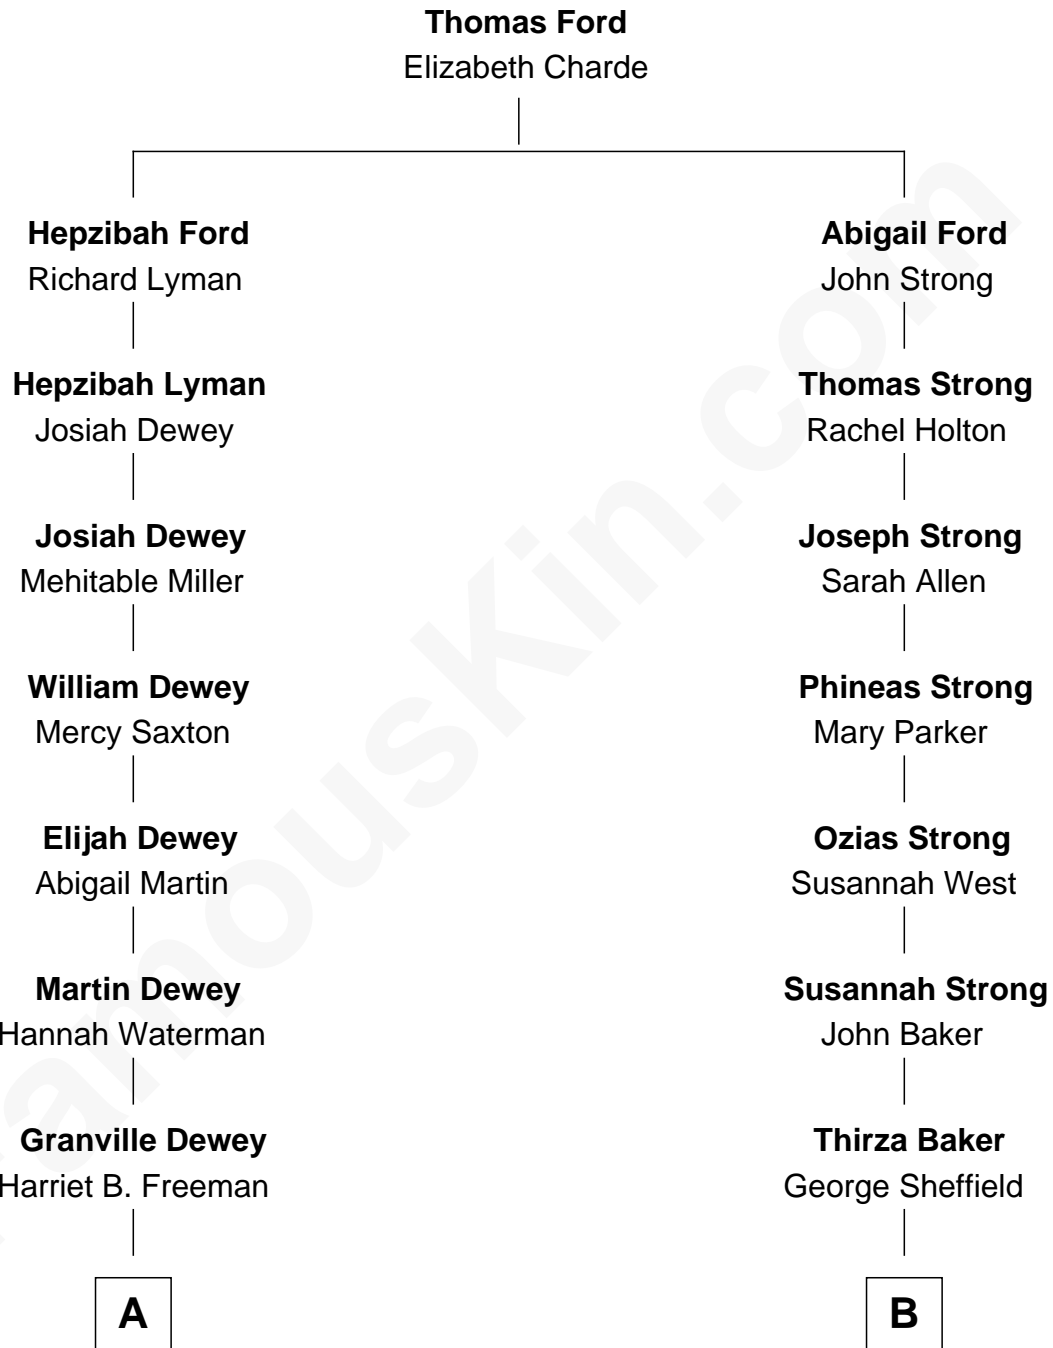 Thomas Ford
Elizabeth Charde
Hepzibah Ford
Richard Lyman
Abigail Ford
John Strong
Hepzibah Lyman
Josiah Dewey
Thomas Strong
Rachel Holton
Josiah Dewey
Mehitable Miller
Joseph Strong
Sarah Allen
William Dewey
Mercy Saxton
Phineas Strong
Mary Parker
Elijah Dewey
Abigail Martin
Ozias Strong
Susannah West
Martin Dewey
Hannah Waterman
Susannah Strong
John Baker
Granville Dewey
Harriet B. Freeman
Thirza Baker
George Sheffield
A
B
FamousKin.com